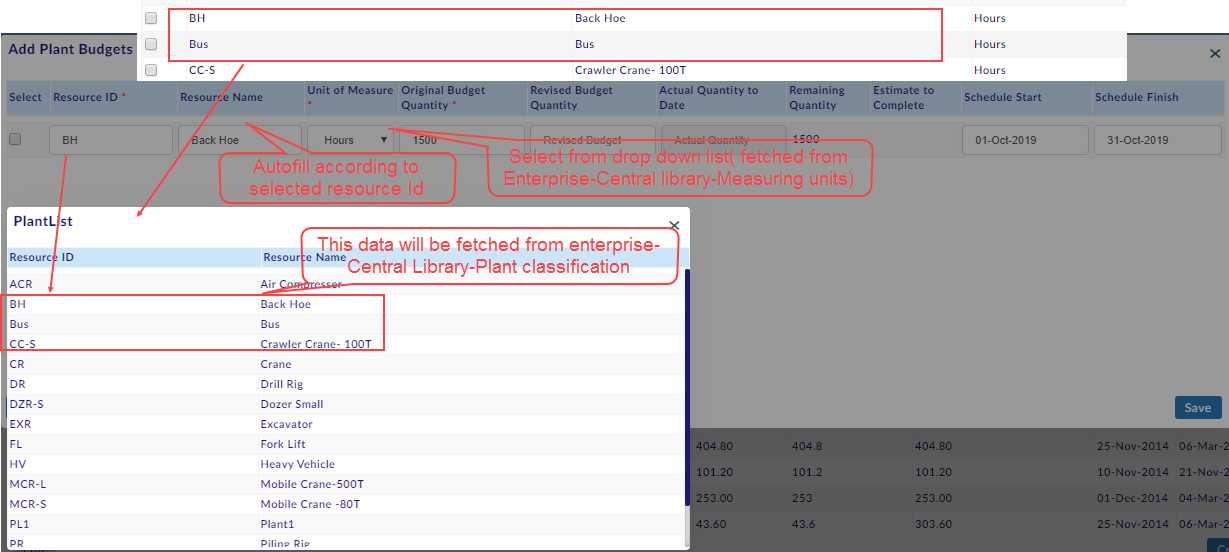 BH Back Hoe Hours
Bus Bus Hours
CC-S Crawler Crane- 100T Hours
Add Plant Budgets ×
Select Resource ID * Resource Name Unit of Measure * Original Budget Quantity * Revised Budget Quantity Actual Quantity to Date Remaining Quantity Estimate to Complete Schedule Start Schedule Finish
BH Back Hoe Hours 1500 Revised Budget Actual Quantity 1500 01-Oct-2019 31-Oct-2019
Autofill according to
selected resource Id
Select from drop down list( fetched from
Enterprise-Central library-Measuring units)
PlantList ×
This data will be fetched from enterprise-
Central Library-Plant classification
Resource ID Resource Name
ACR Air Compresser
BH Back Hoe
Bus Bus
CC-S Crawler Crane- 100T
CR Crane
DR Drill Rig
DZR-S Dozer Small
EXR Excavator
FL Fork Lift
HV Heavy Vehicle
MCR-L Mobile Crane-500T
MCR-S Mobile Crane -80T
PL1 Plant1
PR Piling Rig
Save
404.80 404.8 404.80 25-Nov-2014 06-Mar-2
101.20 101.2 101.20 10-Nov-2014 21-Nov-2
253.00 253 253.00 01-Dec-2014 04-Mar-2
43.60 43.6 303.60 25-Nov-2014 06-Mar-2